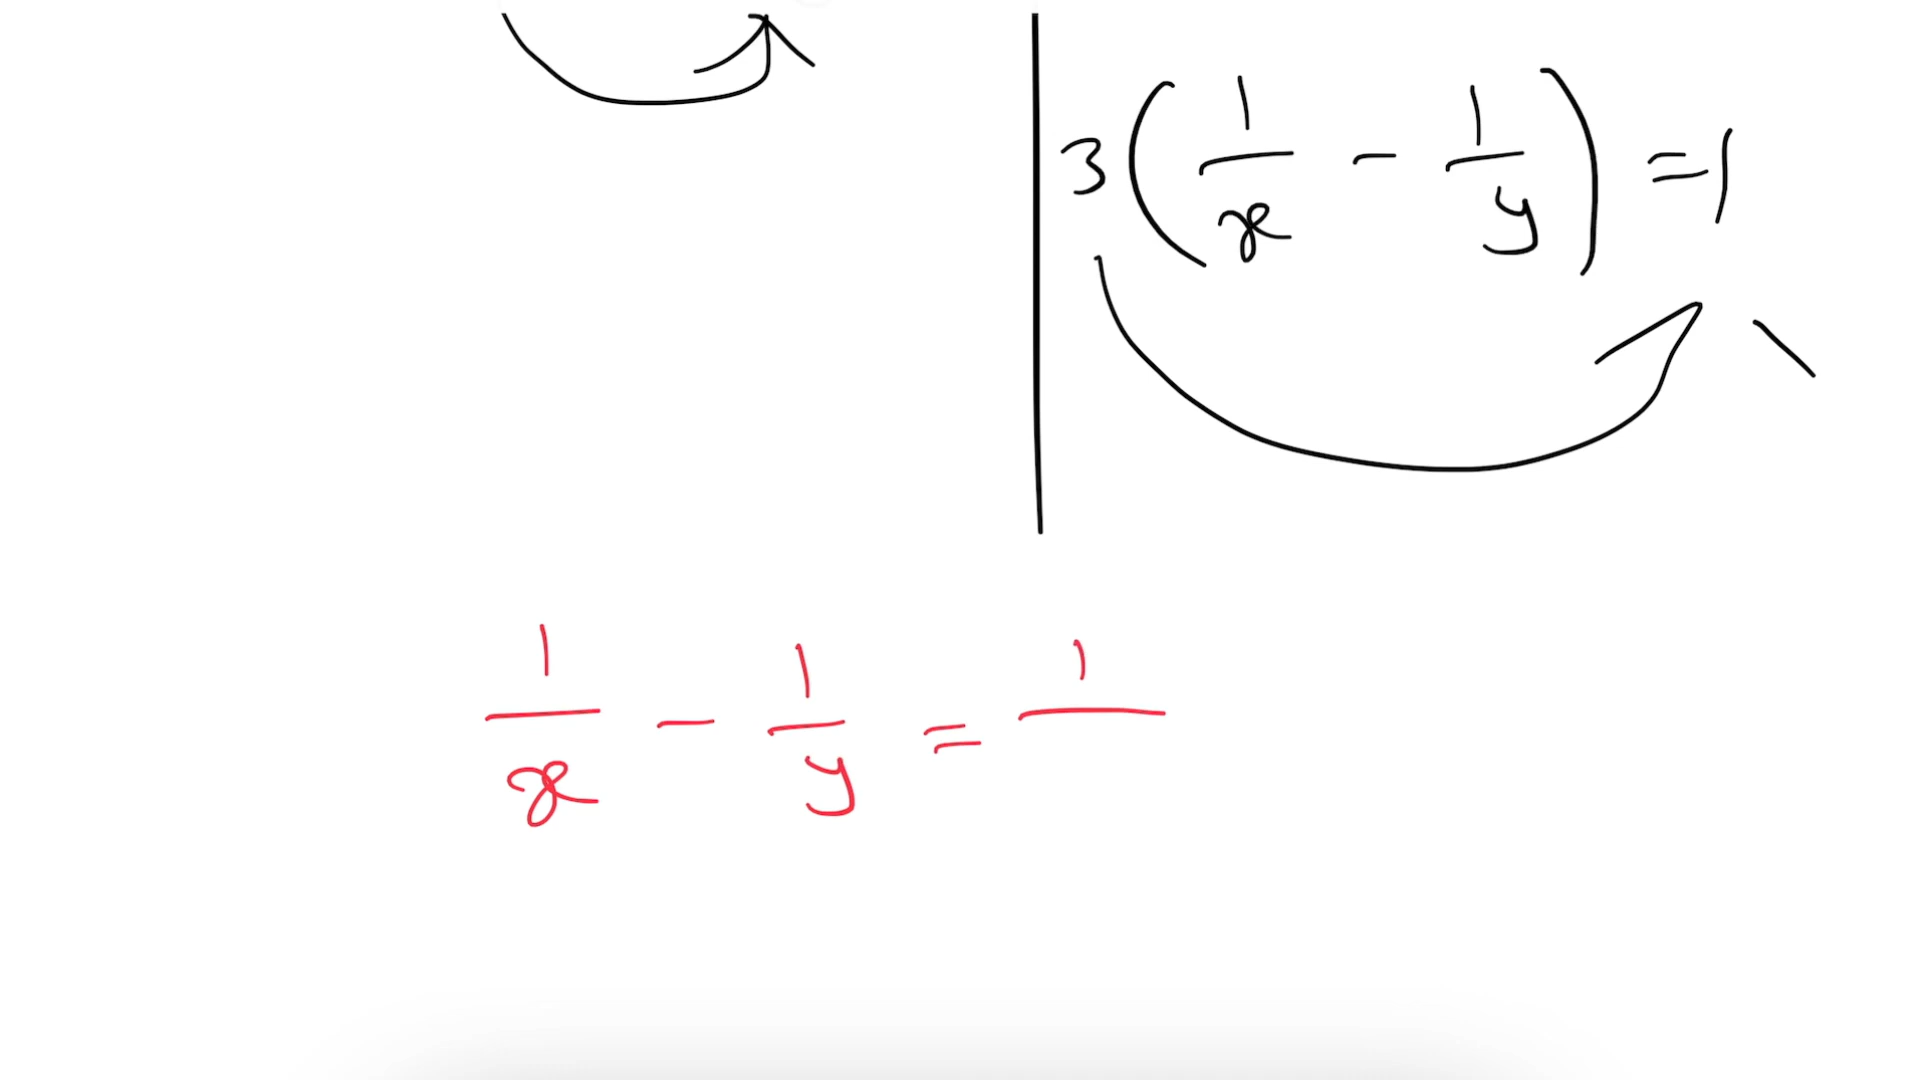 3(1/x - 1/y) = 1
1/x - 1/y = 1/